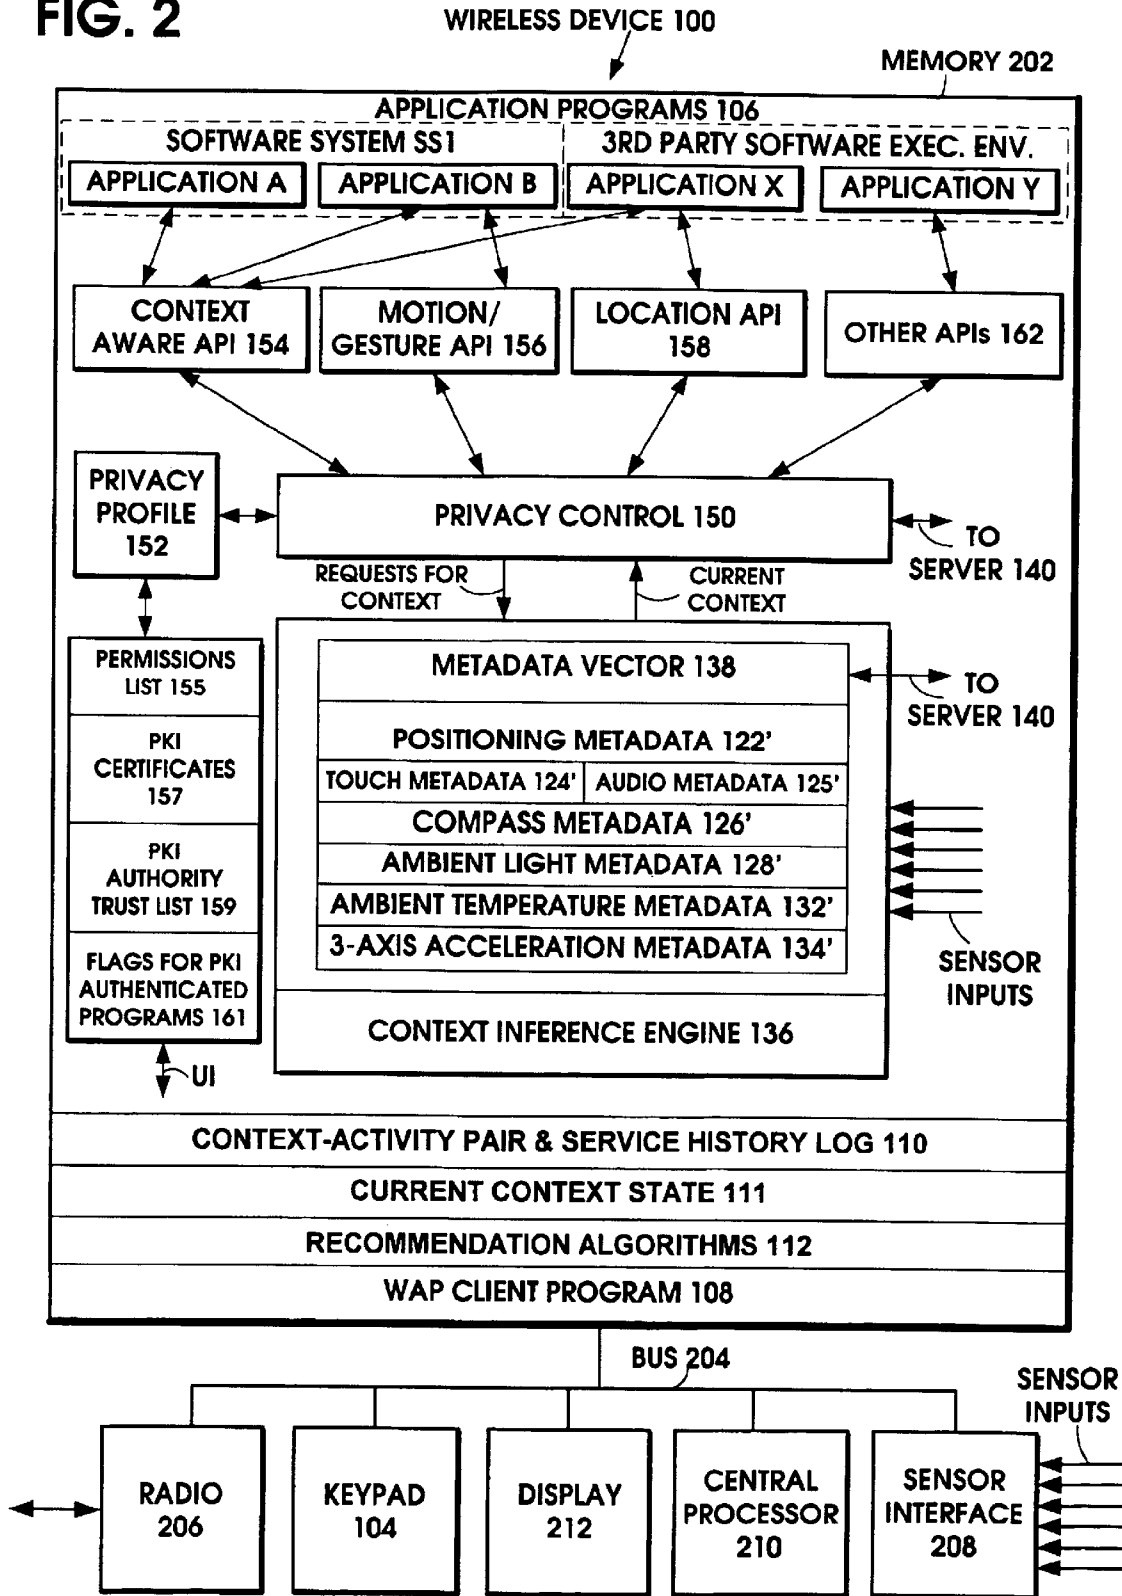 FIG. 2
WIRELESS DEVICE 100
MEMORY 202
APPLICATION PROGRAMS 106
SOFTWARE SYSTEM SS1
3RD PARTY SOFTWARE EXEC. ENV.
APPLICATION A
APPLICATION B
APPLICATION X
APPLICATION Y
CONTEXT
AWARE API 154
MOTION/
GESTURE API 156
LOCATION API
158
OTHER APIs 162
PRIVACY
PROFILE
152
PRIVACY CONTROL 150
TO
SERVER 140
REQUESTS FOR
CONTEXT
CURRENT
CONTEXT
PERMISSIONS
LIST 155
PKI
CERTIFICATES
157
PKI
AUTHORITY
TRUST LIST 159
FLAGS FOR PKI
AUTHENTICATED
PROGRAMS 161
UI
METADATA VECTOR 138
TO
SERVER 140
POSITIONING METADATA 122'
TOUCH METADATA 124'
AUDIO METADATA 125'
COMPASS METADATA 126'
AMBIENT LIGHT METADATA 128'
AMBIENT TEMPERATURE METADATA 132'
3-AXIS ACCELERATION METADATA 134'
SENSOR
INPUTS
CONTEXT INFERENCE ENGINE 136
CONTEXT-ACTIVITY PAIR & SERVICE HISTORY LOG 110
CURRENT CONTEXT STATE 111
RECOMMENDATION ALGORITHMS 112
WAP CLIENT PROGRAM 108
BUS 204
SENSOR
INPUTS
RADIO
206
KEYPAD
104
DISPLAY
212
CENTRAL
PROCESSOR
210
SENSOR
INTERFACE
208